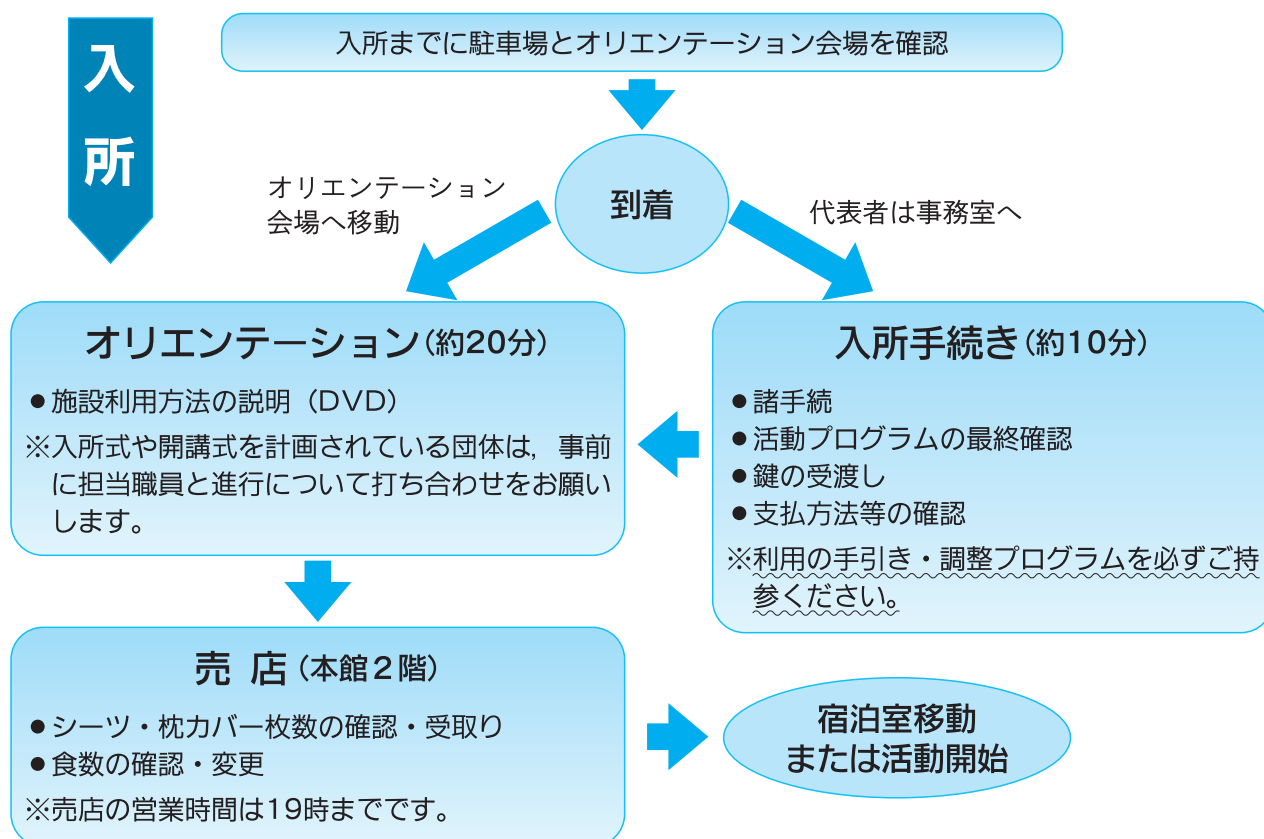 入所
入所までに駐車場とオリエンテーション会場を確認
到着
オリエンテーション
会場へ移動
代表者は事務室へ
オリエンテーション(約20分)
●施設利用方法の説明（DVD）
※入所式や開講式を計画されている団体は，事前
に担当職員と進行について打ち合わせをお願い
します。
入所手続き(約10分)
●諸手続
●活動プログラムの最終確認
●鍵の受渡し
●支払方法等の確認
※利用の手引き・調整プログラムを必ずご持
参ください。
売 店(本館２階)
●シーツ・枕カバー枚数の確認・受取り
●食数の確認・変更
※売店の営業時間は19時までです。
宿泊室移動
または活動開始